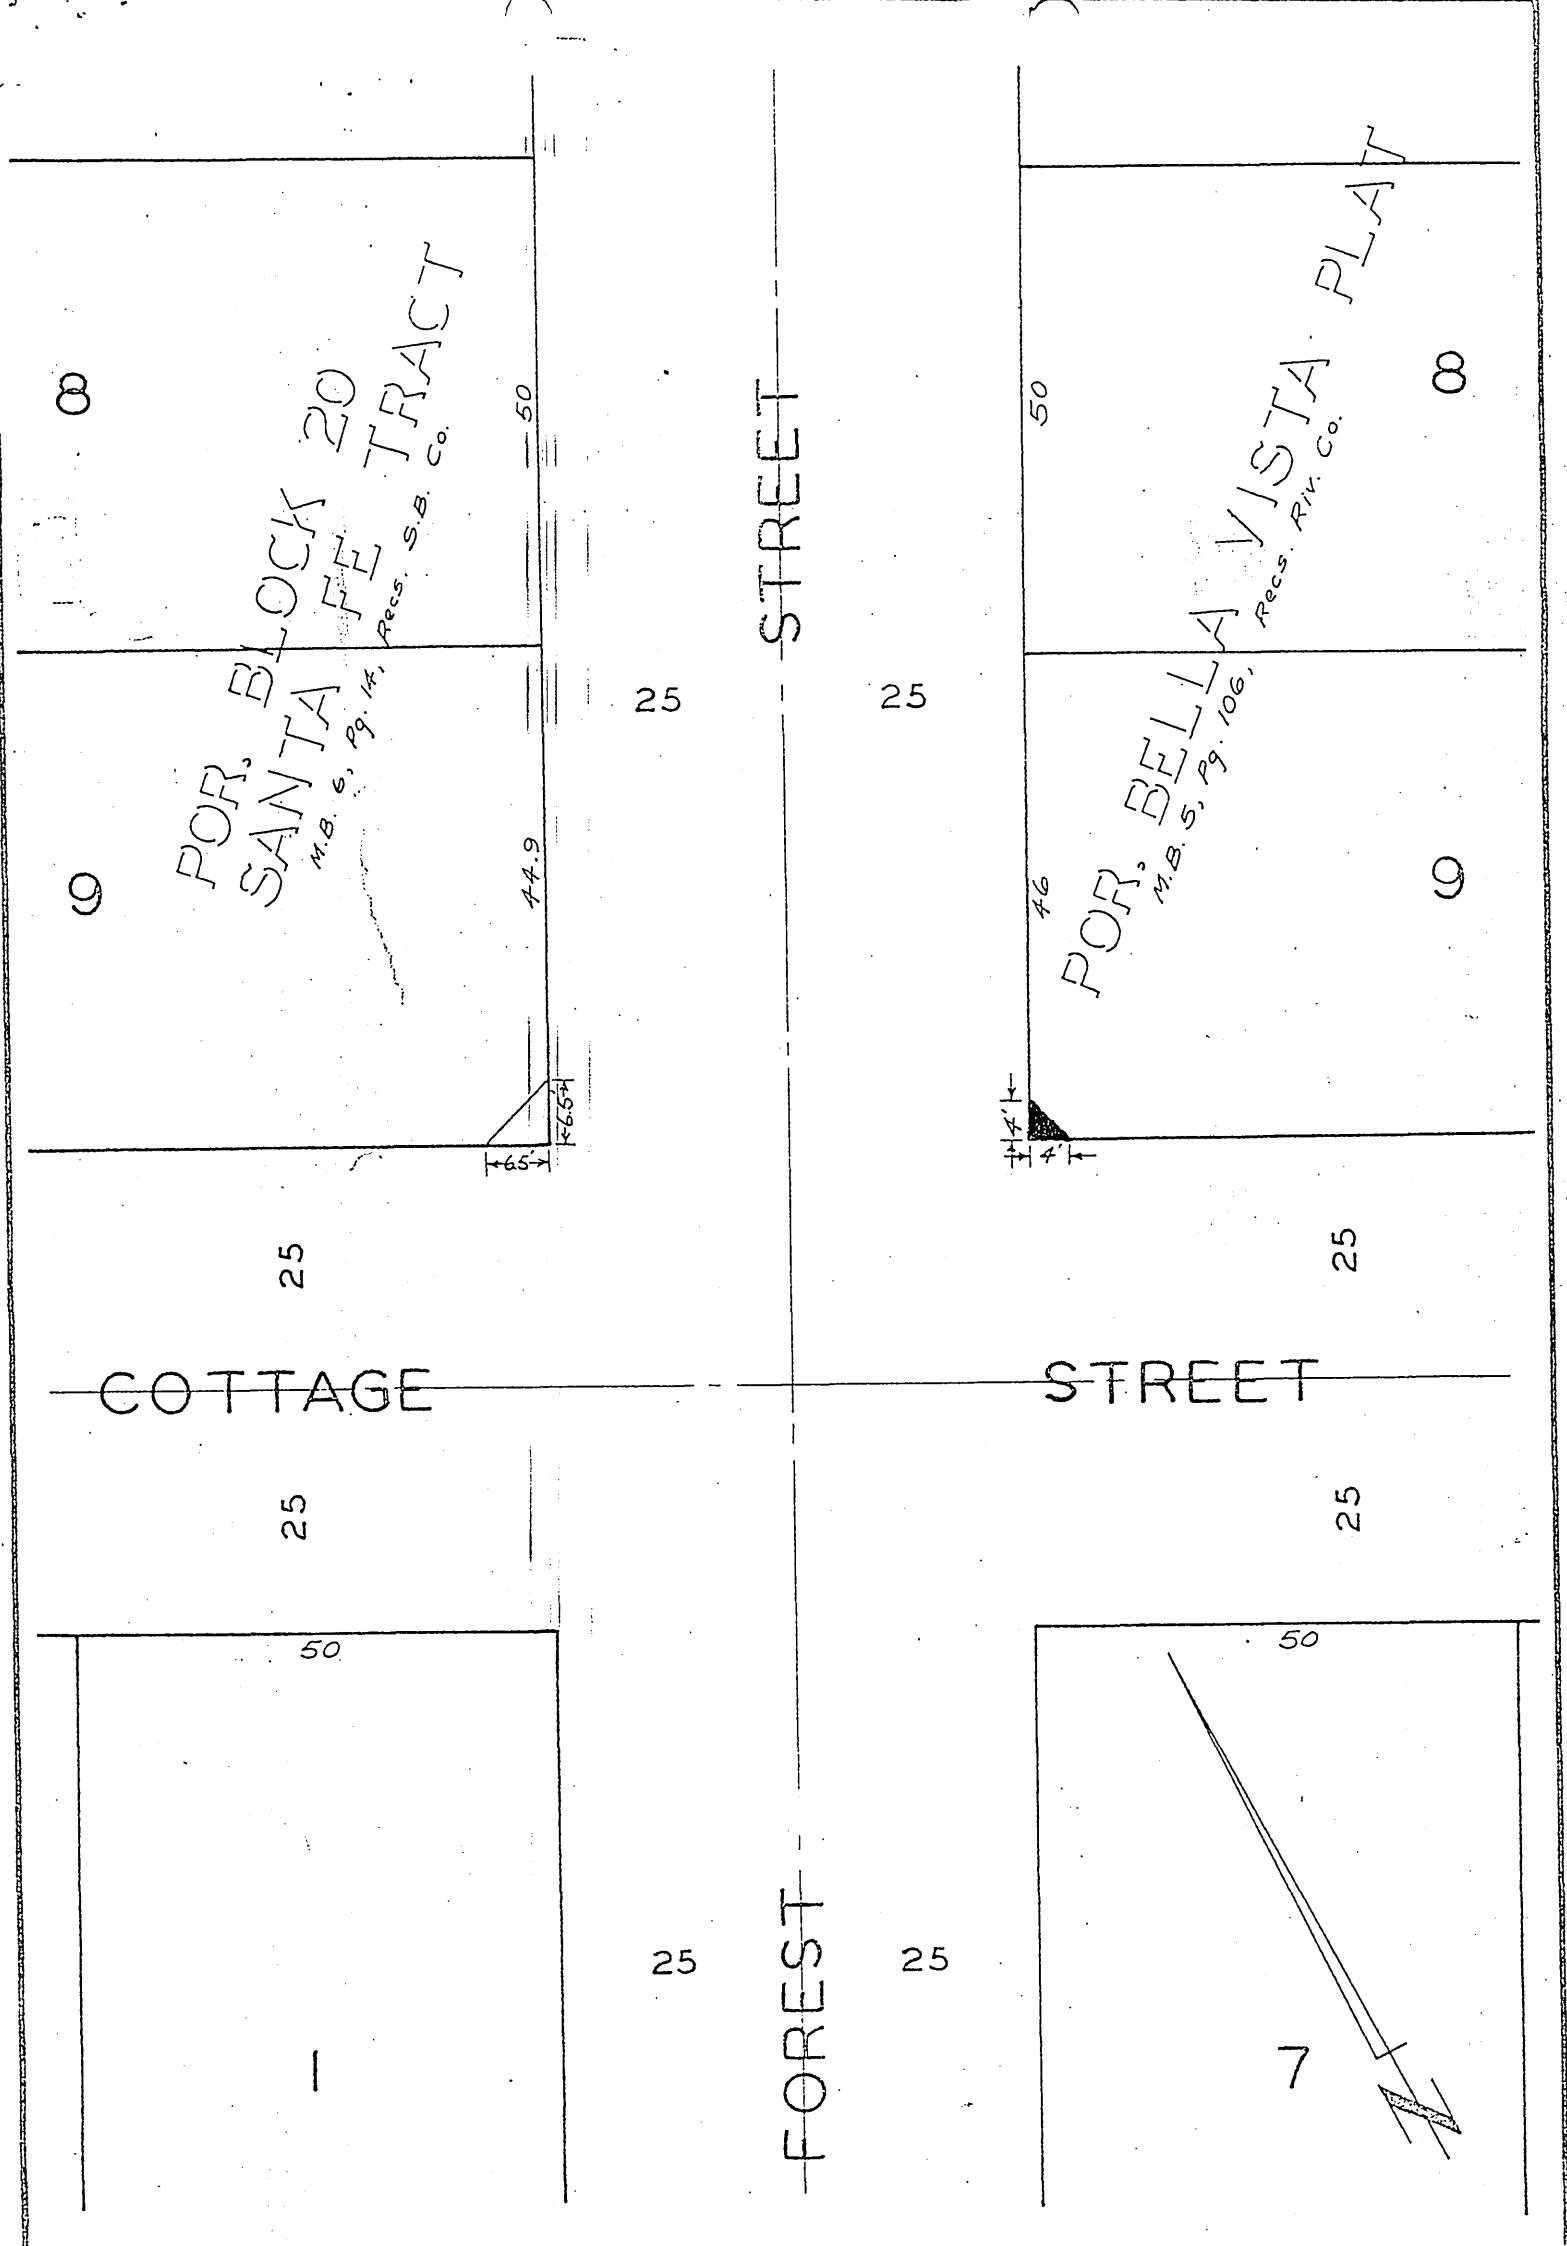 POR. BLOCK 20
SANTA FE TRACT
M.B. 6, Pg. 14, Recs. S.B. Co.
8
50
9
44.9
6.5'
6.5'
STREET
25
25
POR. BELLA VISTA PLAT
M.B. 5, Pg. 106, Recs. Riv. Co.
50
8
46
9
4'
4'
25
25
COTTAGE STREET
25
25
50
50
FOREST
25
25
1
7
N